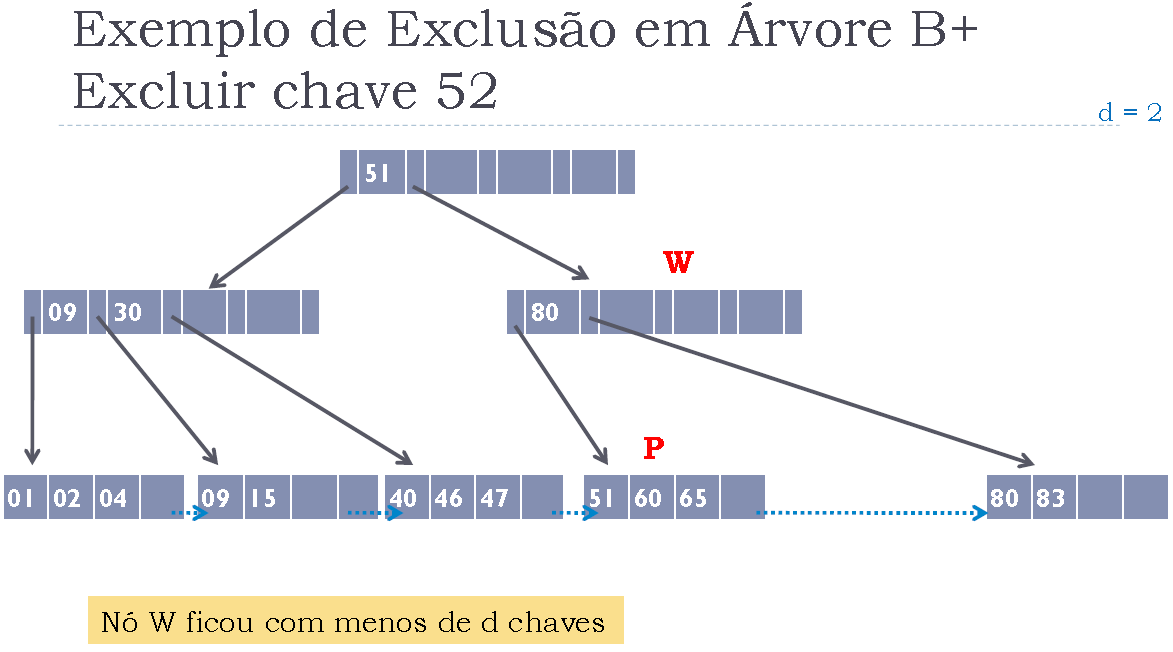 Exemplo de Exclusão em Árvore B+
Excluir chave 52
d = 2
51
W
09 30
80
P
01 02 04
09 15
40 46 47
51 60 65
80 83
Nó W ficou com menos de d chaves